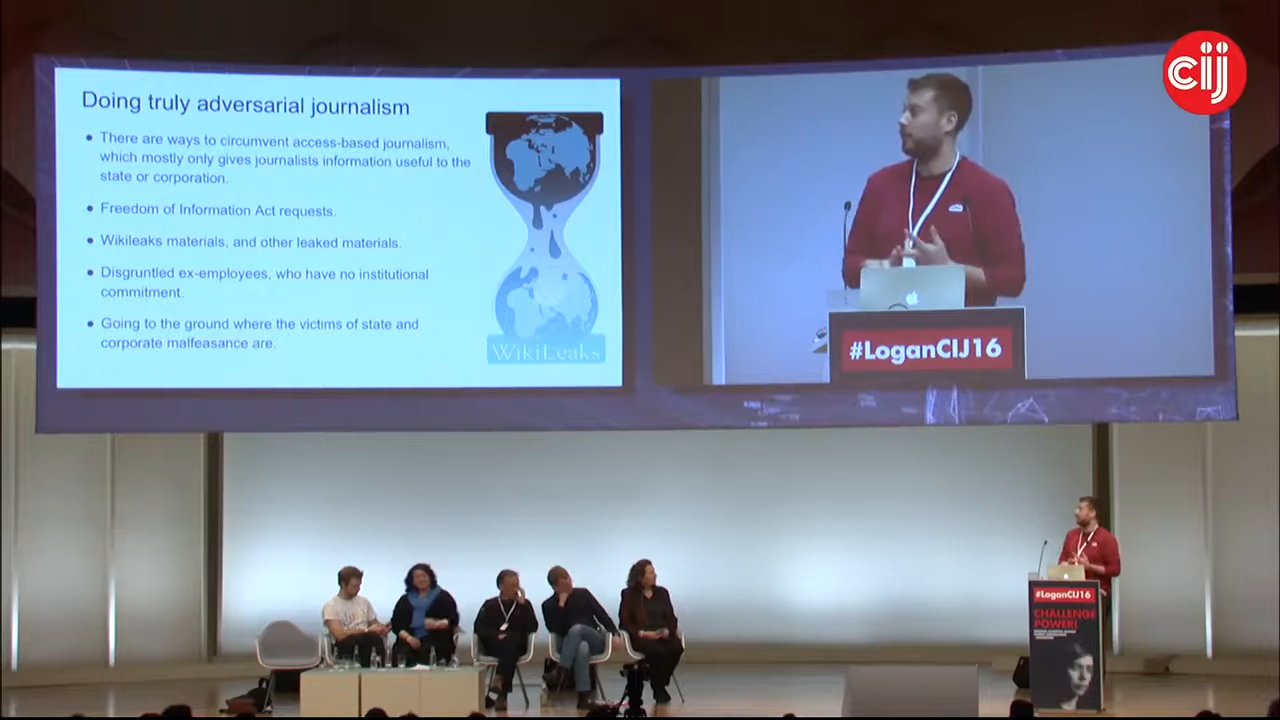 cij
Doing truly adversarial journalism
There are ways to circumvent access-based journalism,
which mostly only gives journalists information useful to the
state or corporation.
Freedom of Information Act requests.
Wikileaks materials, and other leaked materials.
Disgruntled ex-employees, who have no institutional
commitment.
Going to the ground where the victims of state and
corporate malfeasance are.
WikiLeaks
#LoganCIJ16
#LoganCIJ16
CHALLENGE
POWER!